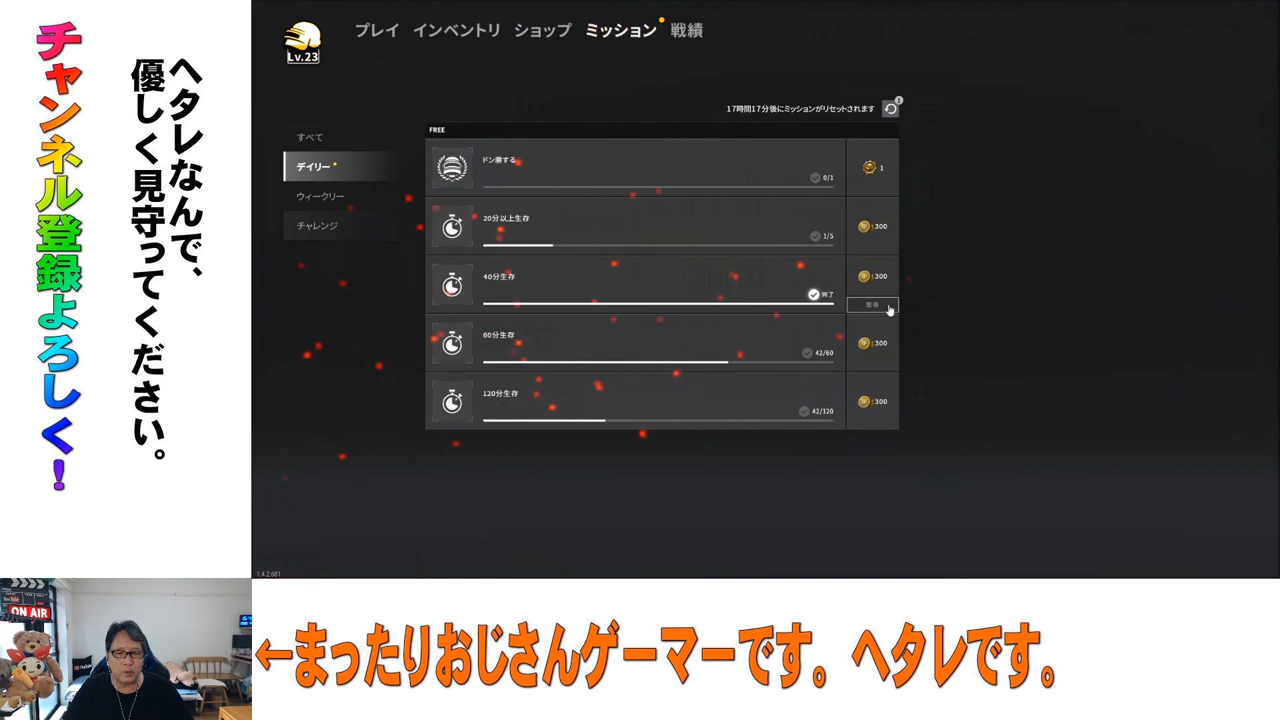 チャンネル登録よろしく！
ヘタレなんで、
優しく見守ってください。
Lv.23
プレイ インベントリ ショップ ミッション 戦績
17時間17分後にミッションがリセットされます 1
すべて
デイリー
ウィークリー
チャレンジ
FREE
ドン勝する
0/1
1
20分以上生存
1/5
300
40分生存
完了
300
60分生存
42/60
300
120分生存
42/120
300
1.4.2.681
ON AIR
←まったりおじさんゲーマーです。ヘタレです。